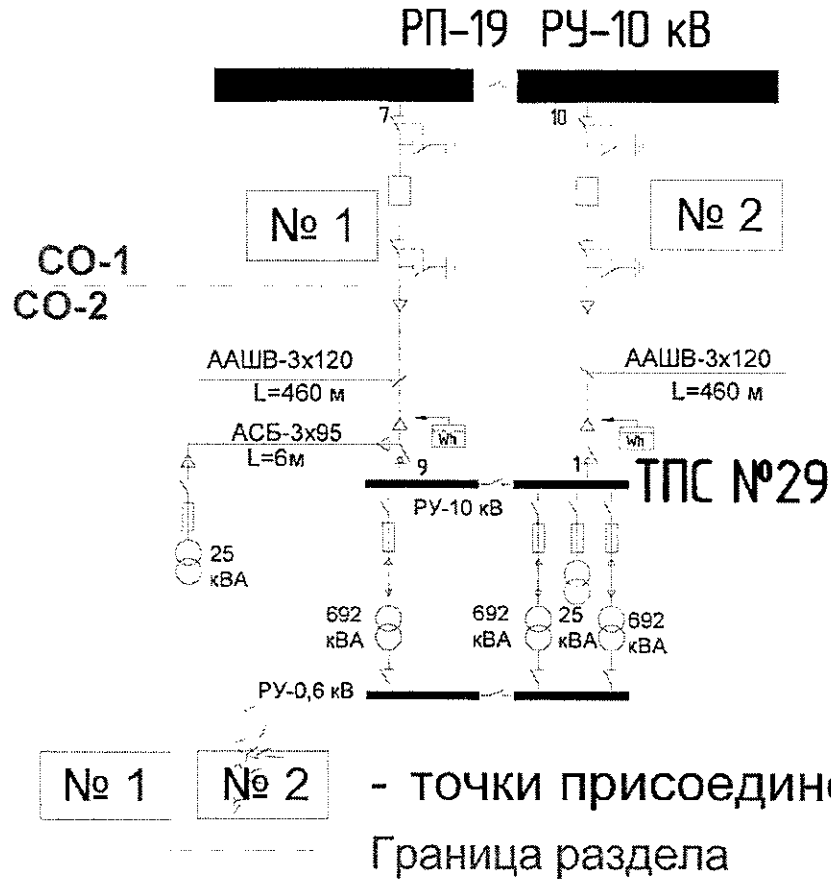 РП-19 РУ-10 кВ
7
10
№ 1
№ 2
СО-1
СО-2
ААШВ-3х120
L=460 м
ААШВ-3х120
L=460 м
АСБ-3х95
L=6м
Wh
Wh
9
1
ТПС №29
РУ-10 кВ
25
кВА
692
кВА
692
кВА
25
кВА
692
кВА
РУ-0,6 кВ
№ 1
№ 2
- точки присоедине
Граница раздела